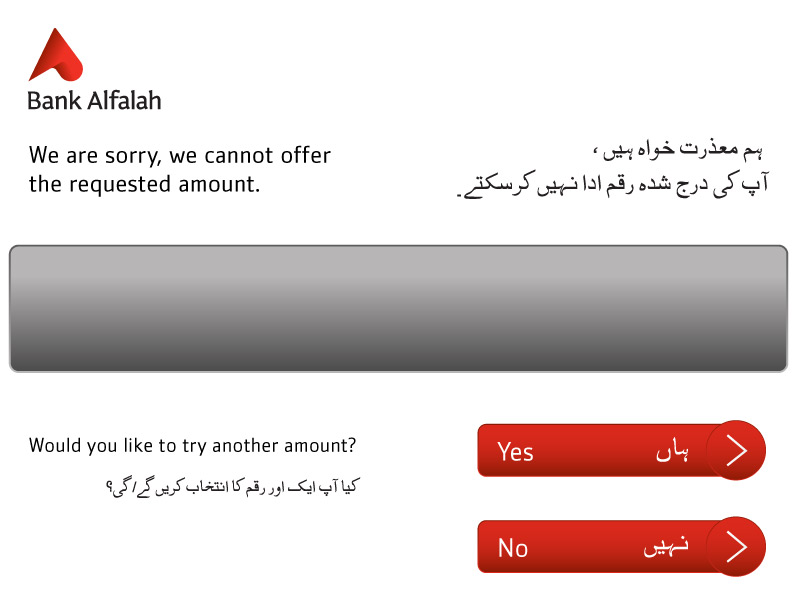 Bank Alfalah
We are sorry, we cannot offer
the requested amount.
ہم معذرت خواہ ہیں،
آپ کی درج شدہ رقم ادا نہیں کرسکتے۔
Would you like to try another amount?
کیا آپ ایک اور رقم کا انتخاب کریں گے/گی؟
Yes ہاں
No نہیں